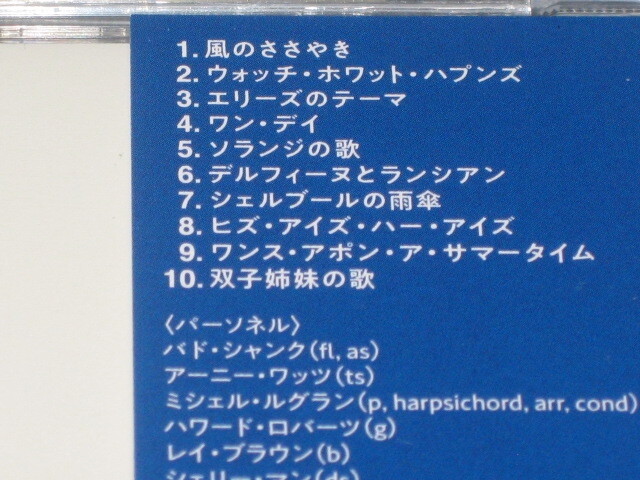 1. 風のささやき
2. ウォッチ・ホワット・ハプンズ
3. エリーズのテーマ
4. ワン・デイ
5. ソランジの歌
6. デルフィーヌとランシアン
7. シェルブールの雨傘
8. ヒズ・アイズ・ハー・アイズ
9. ワンス・アポン・ア・サマータイム
10. 双子姉妹の歌
〈パーソネル〉
バド・シャンク(fl, as)
アーニー・ワッツ(ts)
ミシェル・ルグラン(p, harpsichord, arr, cond)
ハワード・ロバーツ(g)
レイ・ブラウン(b)
シェリー・マン(ds)